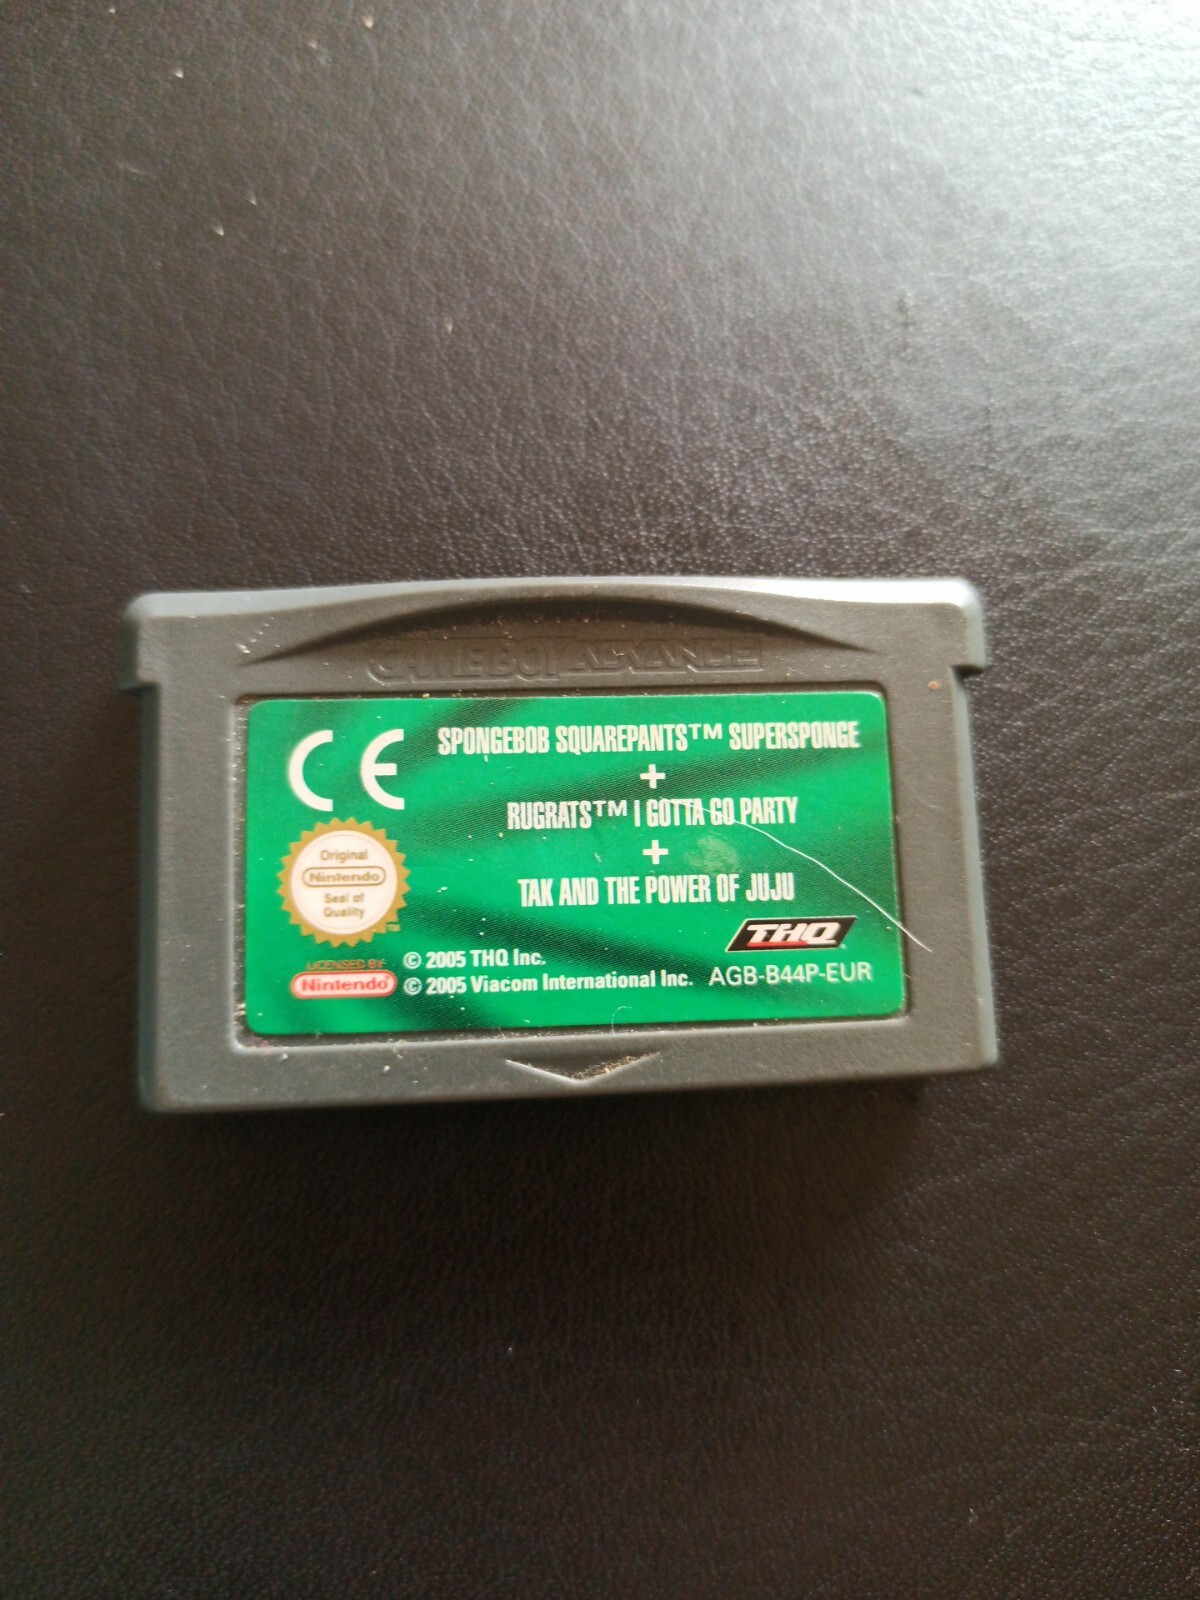 GAME BOY ADVANCE
CE
SPONGEBOB SQUAREPANTS™ SUPERSPONGE
+
RUGRATS™ I GOTTA GO PARTY
+
TAK AND THE POWER OF JUJU
Original
Nintendo
Seal of
Quality
TM
THQ
LICENSED BY
Nintendo
© 2005 THQ Inc.
© 2005 Viacom International Inc.
AGB-B44P-EUR